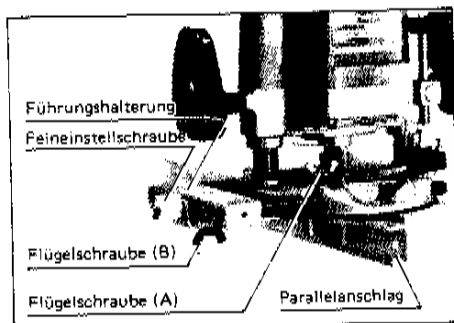 Führungshalterung
Feineinstellschraube
Flügelschraube (B)
Flügelschraube (A)
Parallelanschlag